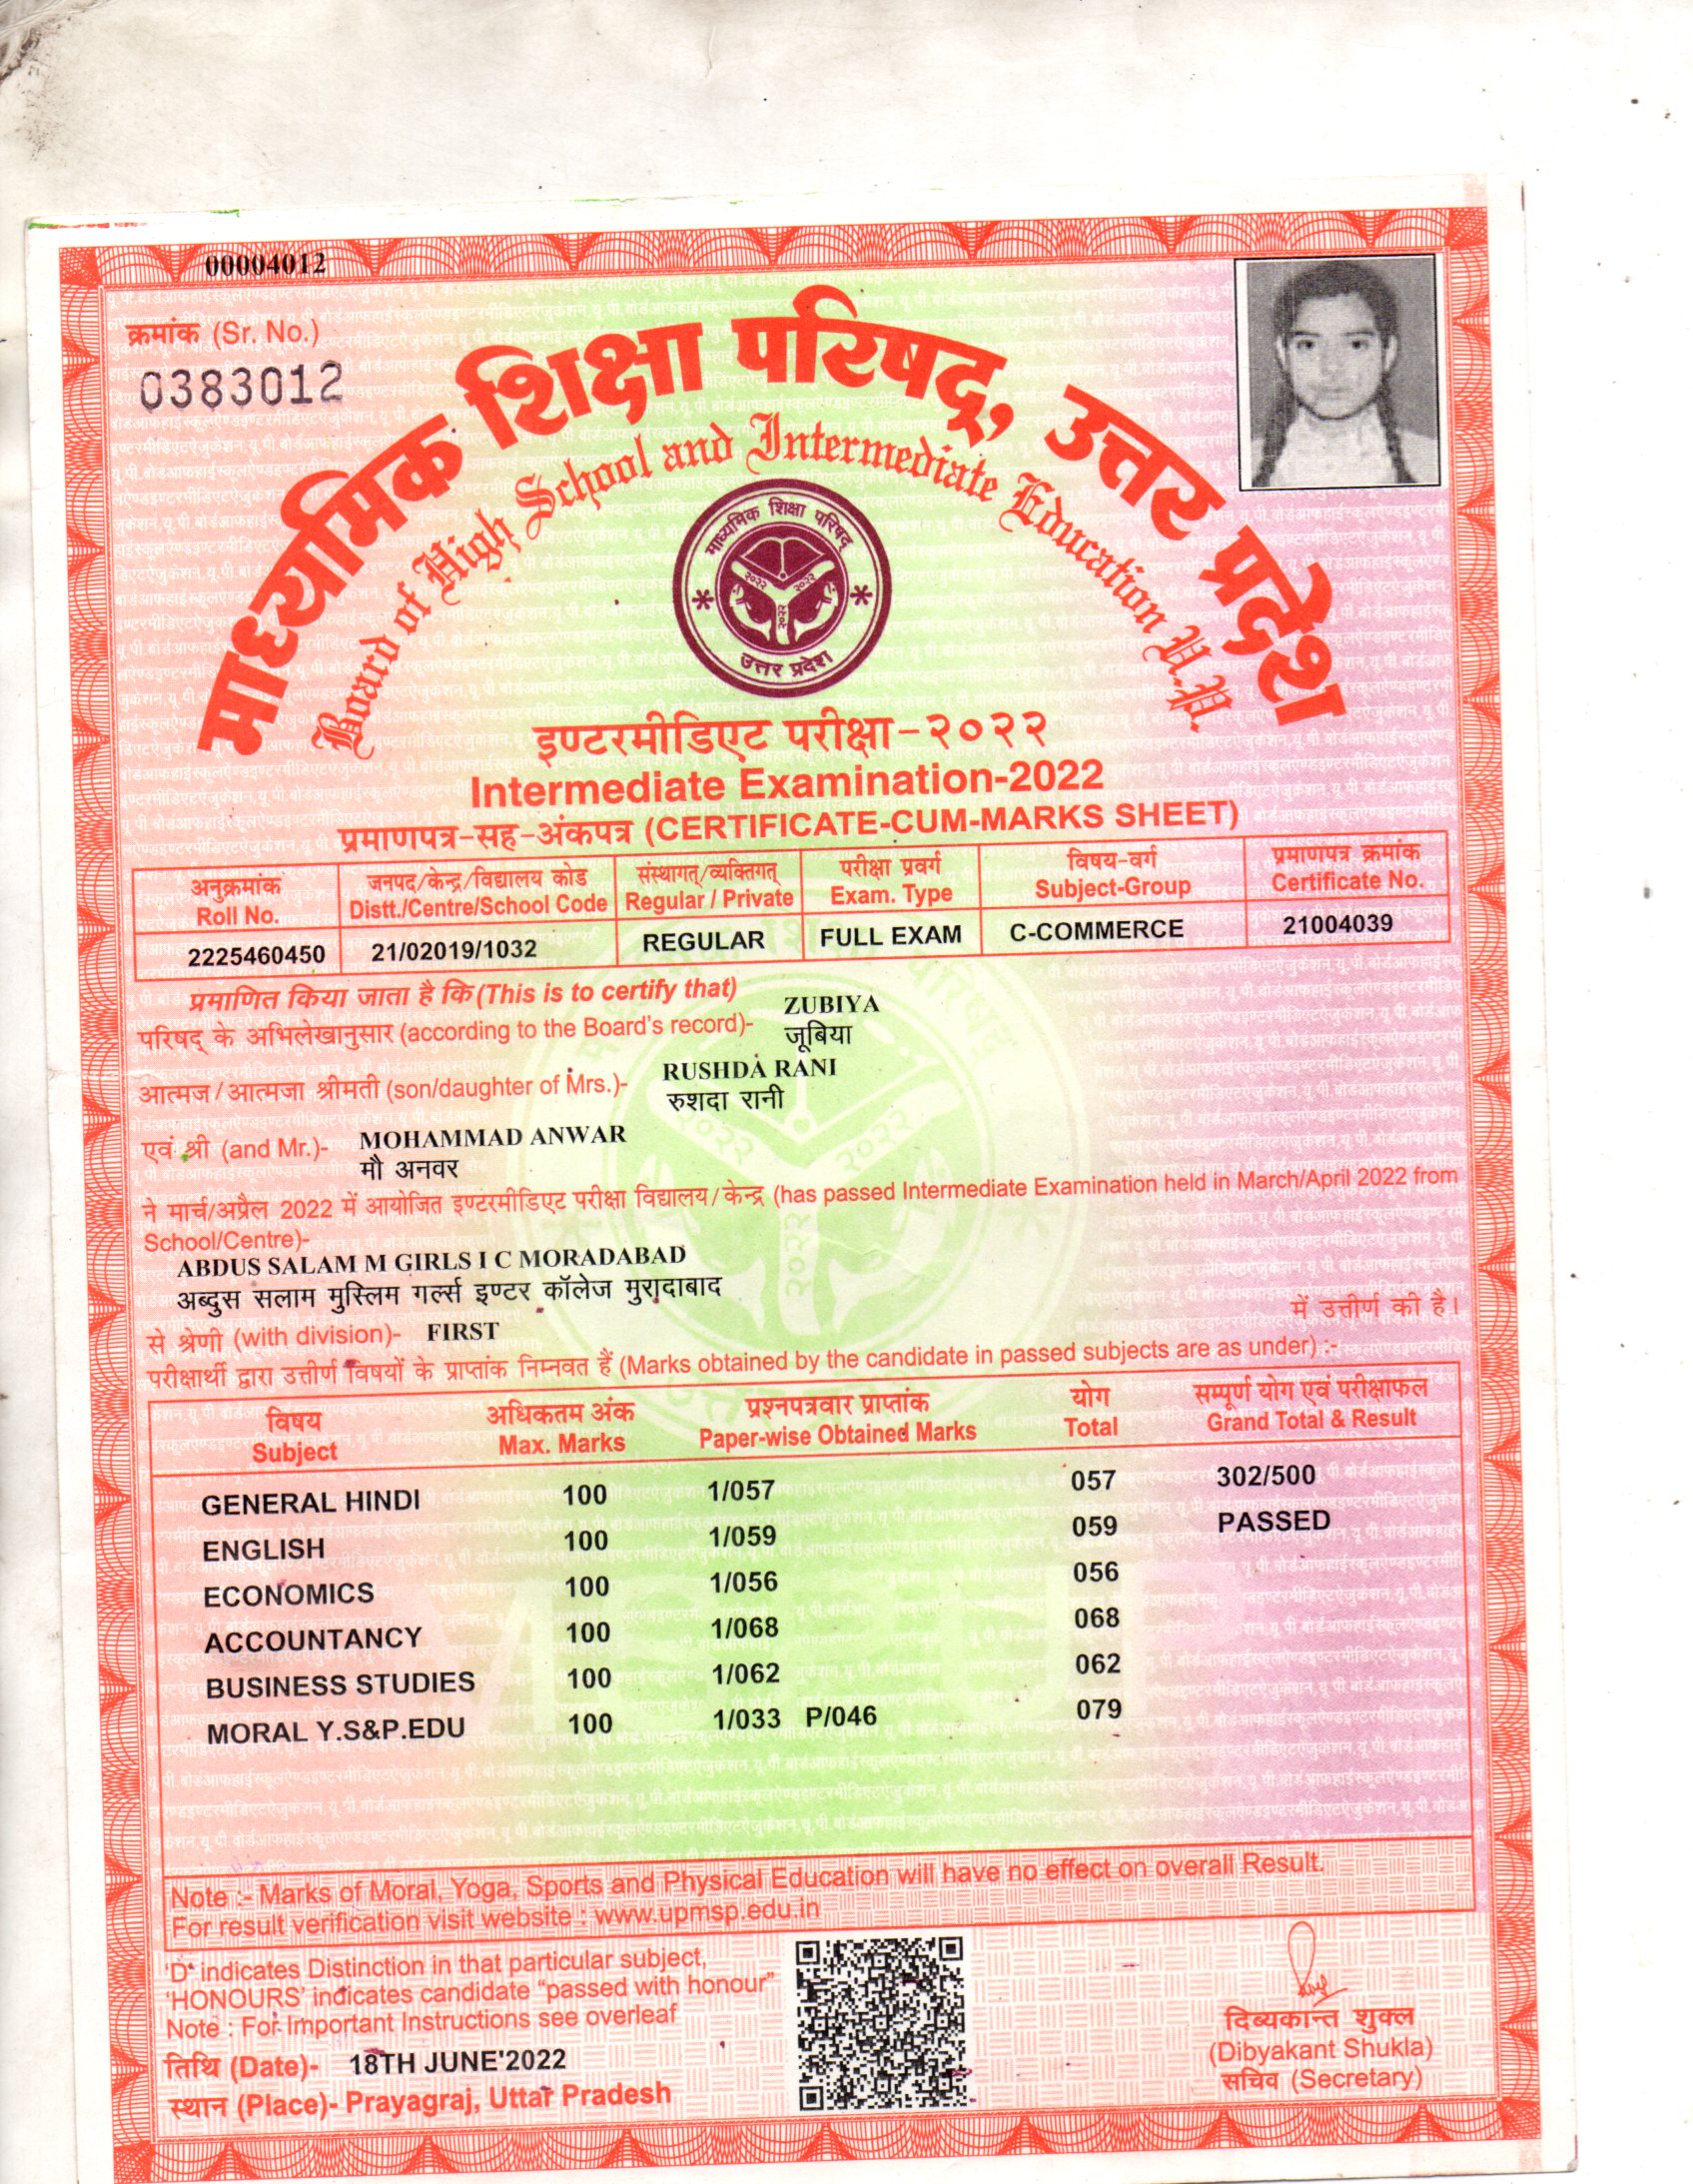 00004012
क्रमांक (Sr. No.)
0383012
माध्यमिक शिक्षा परिषद्, उत्तर प्रदेश
Board of High School and Intermediate Education U.P.
माध्यमिक शिक्षा परिषद्
२०२२ २०२२
२०२२
उत्तर प्रदेश
इण्टरमीडिएट परीक्षा-२०२२
Intermediate Examination-2022
प्रमाणपत्र-सह-अंकपत्र (CERTIFICATE-CUM-MARKS SHEET)
अनुक्रमांक जनपद/केन्द्र/विद्यालय कोड संस्थागत्/व्यक्तिगत् परीक्षा प्रवर्ग विषय-वर्ग प्रमाणपत्र क्रमांक
Roll No. Distt./Centre/School Code Regular / Private Exam. Type Subject-Group Certificate No.
2225460450 21/02019/1032 REGULAR FULL EXAM C-COMMERCE 21004039
प्रमाणित किया जाता है कि (This is to certify that)
परिषद् के अभिलेखानुसार (according to the Board's record)- ZUBIYA
जूबिया
आत्मज/आत्मजा श्रीमती (son/daughter of Mrs.)- RUSHDA RANI
रुशदा रानी
एवं श्री (and Mr.)- MOHAMMAD ANWAR
मौ अनवर
ने मार्च/अप्रैल 2022 में आयोजित इण्टरमीडिएट परीक्षा विद्यालय/केन्द्र (has passed Intermediate Examination held in March/April 2022 from
School/Centre)-
ABDUS SALAM M GIRLS I C MORADABAD
अब्दुस सलाम मुस्लिम गर्ल्स इण्टर कॉलेज मुरादाबाद
में उत्तीर्ण की है।
से श्रेणी (with division)- FIRST
परीक्षार्थी द्वारा उत्तीर्ण विषयों के प्राप्तांक निम्नवत हैं (Marks obtained by the candidate in passed subjects are as under) :-
विषय अधिकतम अंक प्रश्नपत्रवार प्राप्तांक योग सम्पूर्ण योग एवं परीक्षाफल
Subject Max. Marks Paper-wise Obtained Marks Total Grand Total & Result
GENERAL HINDI 100 1/057 057 302/500
ENGLISH 100 1/059 059 PASSED
ECONOMICS 100 1/056 056
ACCOUNTANCY 100 1/068 068
BUSINESS STUDIES 100 1/062 062
MORAL Y.S&P.EDU 100 1/033 P/046 079
Note :- Marks of Moral, Yoga, Sports and Physical Education will have no effect on overall Result.
For result verification visit website : www.upmsp.edu.in
'D' indicates Distinction in that particular subject,
'HONOURS' indicates candidate "passed with honour"
Note : For Important Instructions see overleaf
तिथि (Date)- 18TH JUNE'2022
स्थान (Place)- Prayagraj, Uttar Pradesh
दिब्यकान्त शुक्ल
(Dibyakant Shukla)
सचिव (Secretary)